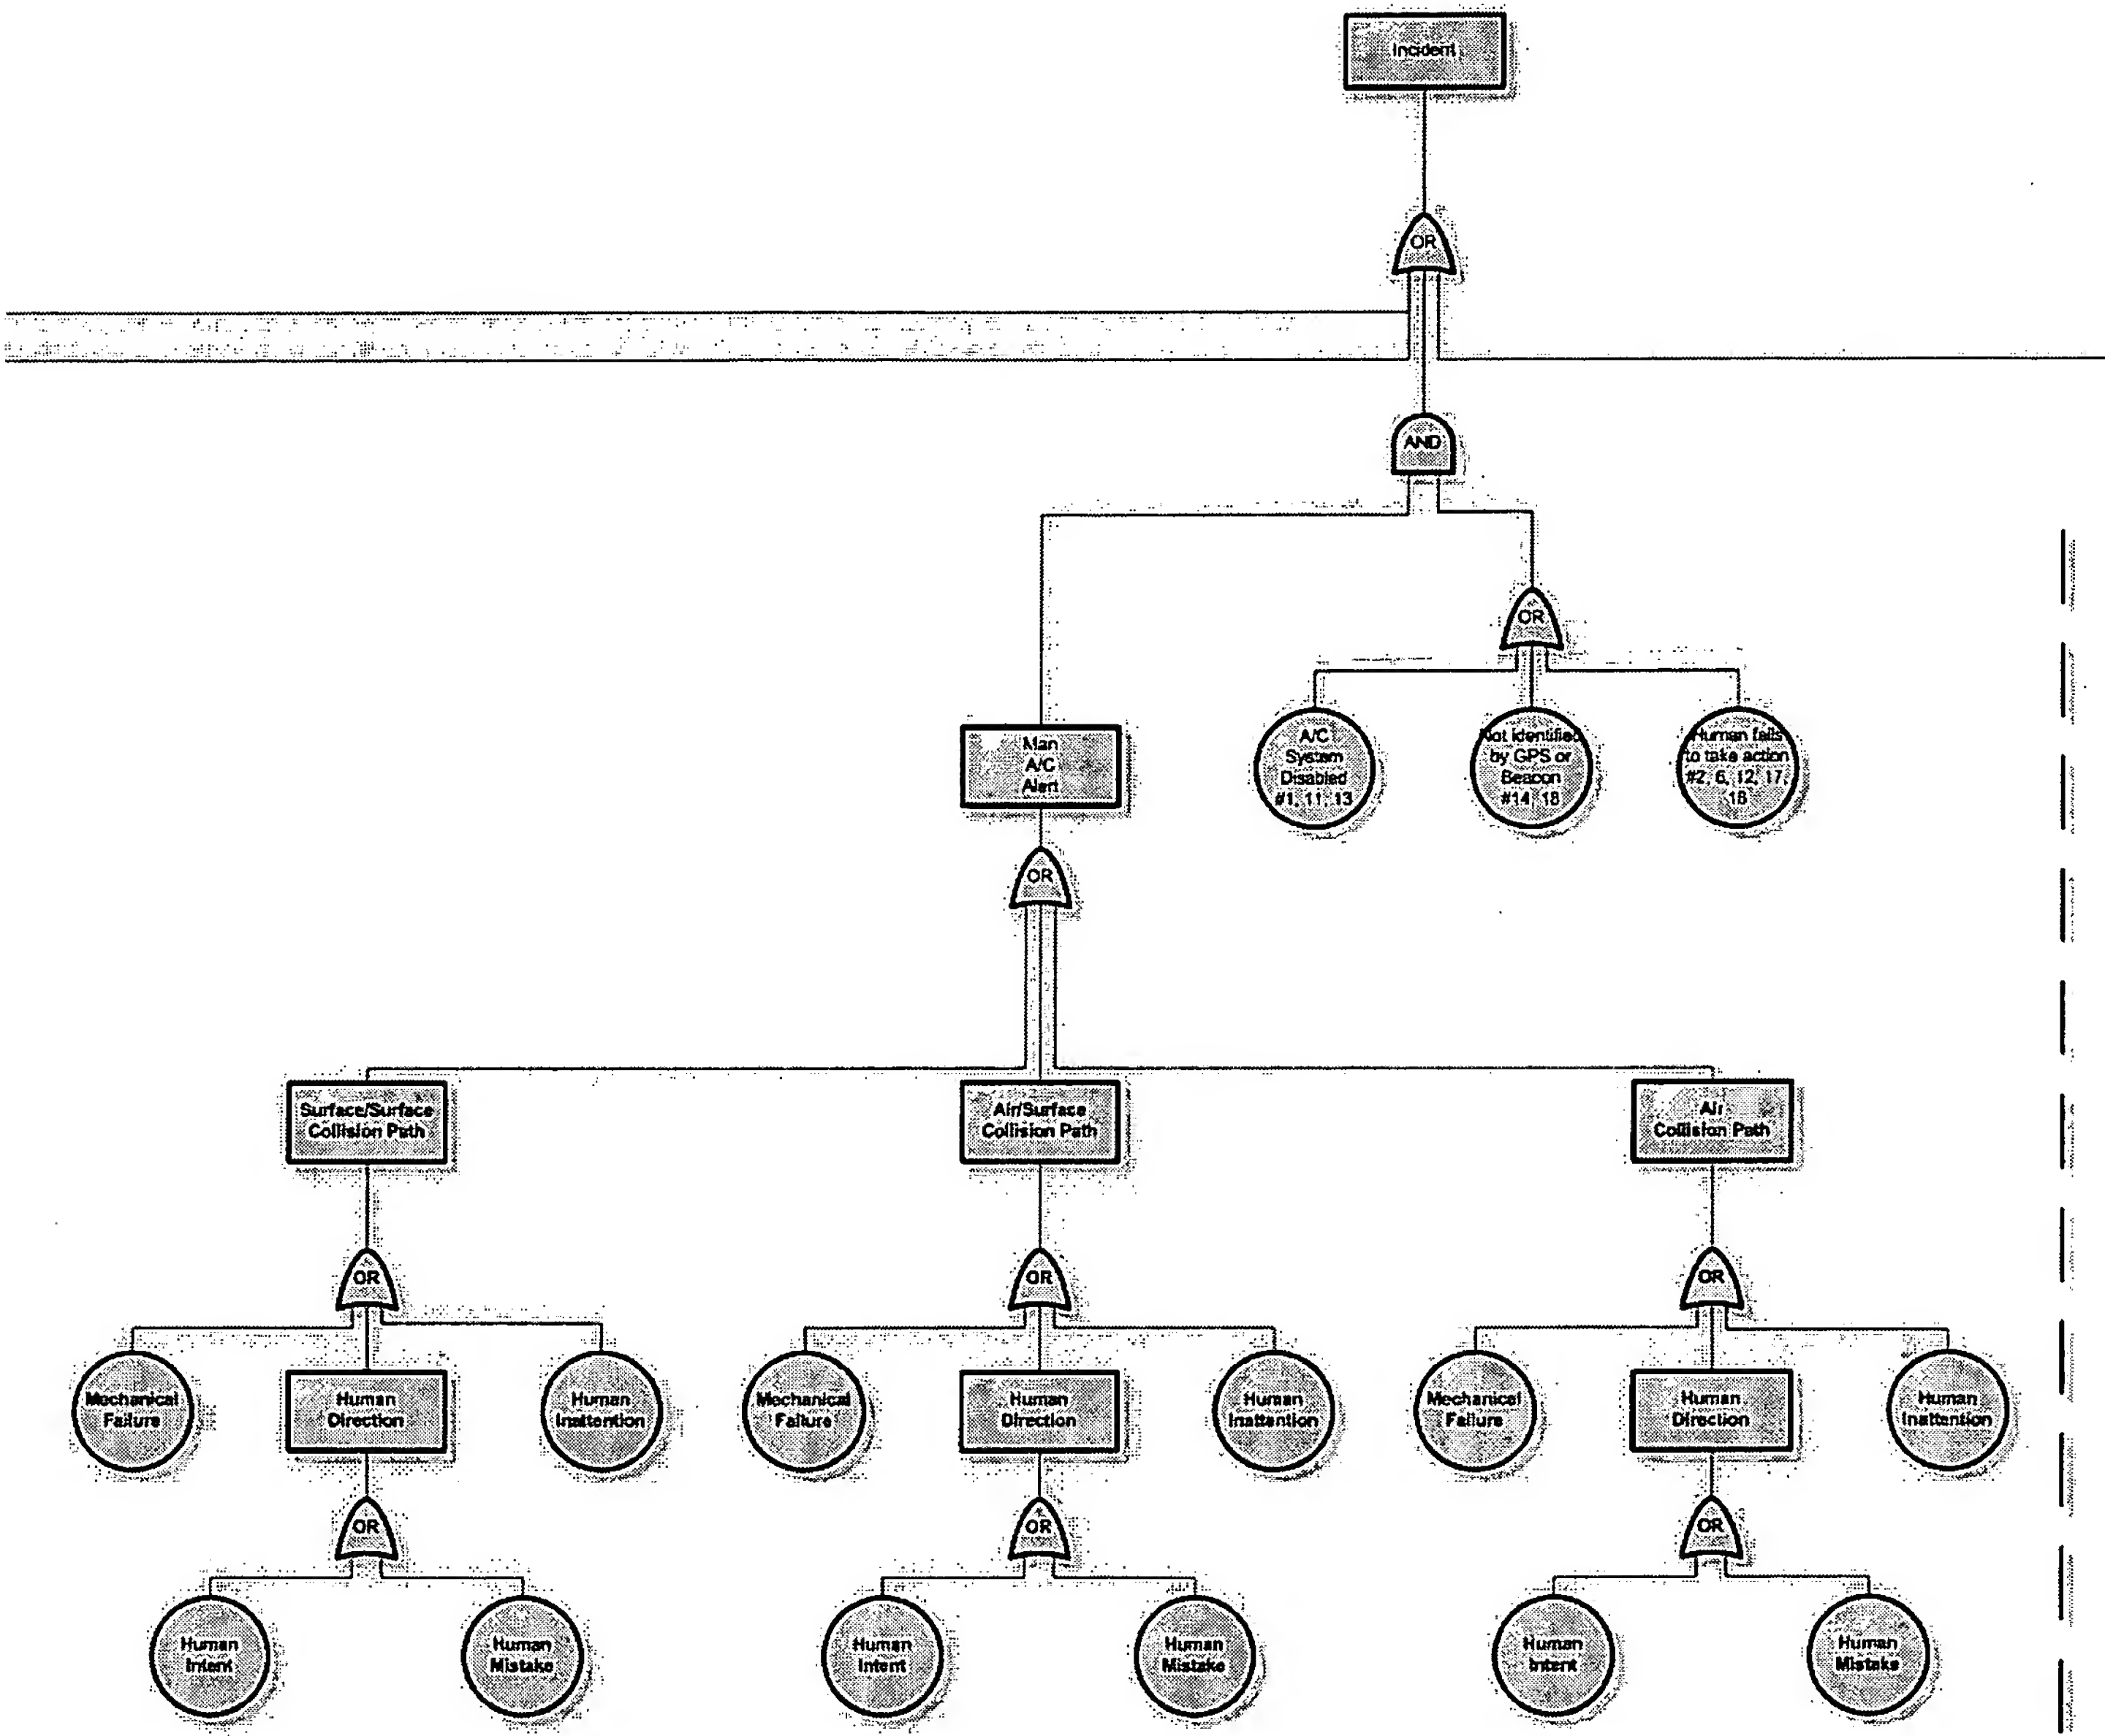 Incident
OR
AND
OR
Man
A/C
Alert
A/C
System
Disabled
#1, 11, 13
Not identified
by GPS or
Beacon
#14, 18
Human fails
to take action
#2, 6, 12, 17,
18
OR
Surface/Surface
Collision Path
Air/Surface
Collision Path
Air
Collision Path
OR
OR
OR
Mechanical
Failure
Human
Direction
Human
Inattention
Mechanical
Failure
Human
Direction
Human
Inattention
Mechanical
Failure
Human
Direction
Human
Inattention
OR
OR
OR
Human
Intent
Human
Mistake
Human
Intent
Human
Mistake
Human
Intent
Human
Mistake